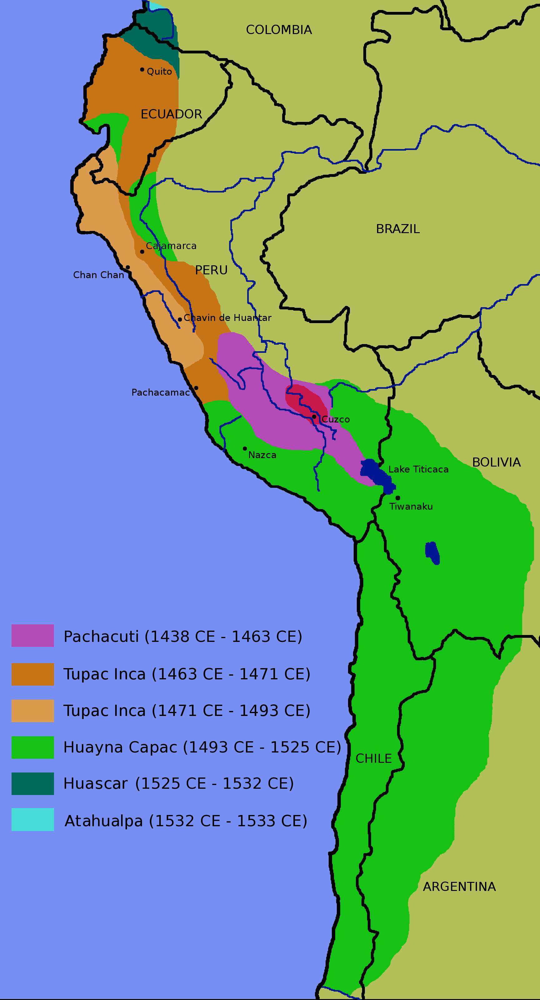 COLOMBIA
Quito
ECUADOR
BRAZIL
Cajamarca
PERU
Chan Chan
Chavin de Huantar
Pachacamac
Cuzco
Nazca
BOLIVIA
Lake Titicaca
Tiwanaku
Pachacuti (1438 CE - 1463 CE)
Tupac Inca (1463 CE - 1471 CE)
Tupac Inca (1471 CE - 1493 CE)
Huayna Capac (1493 CE - 1525 CE)
CHILE
Huascar (1525 CE - 1532 CE)
Atahualpa (1532 CE - 1533 CE)
ARGENTINA